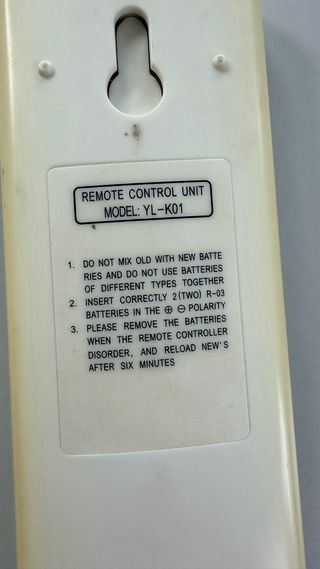 REMOTE CONTROL UNIT
MODEL: YL-K01
1. DO NOT MIX OLD WITH NEW BATTE
RIES AND DO NOT USE BATTERIES
OF DIFFERENT TYPES TOGETHER
2. INSERT CORRECTLY 2(TWO) R-03
BATTERIES IN THE ⊕ ⊖ POLARITY
3. PLEASE REMOVE THE BATTERIES
WHEN THE REMOTE CONTROLLER
DISORDER, AND RELOAD NEW'S
AFTER SIX MINUTES